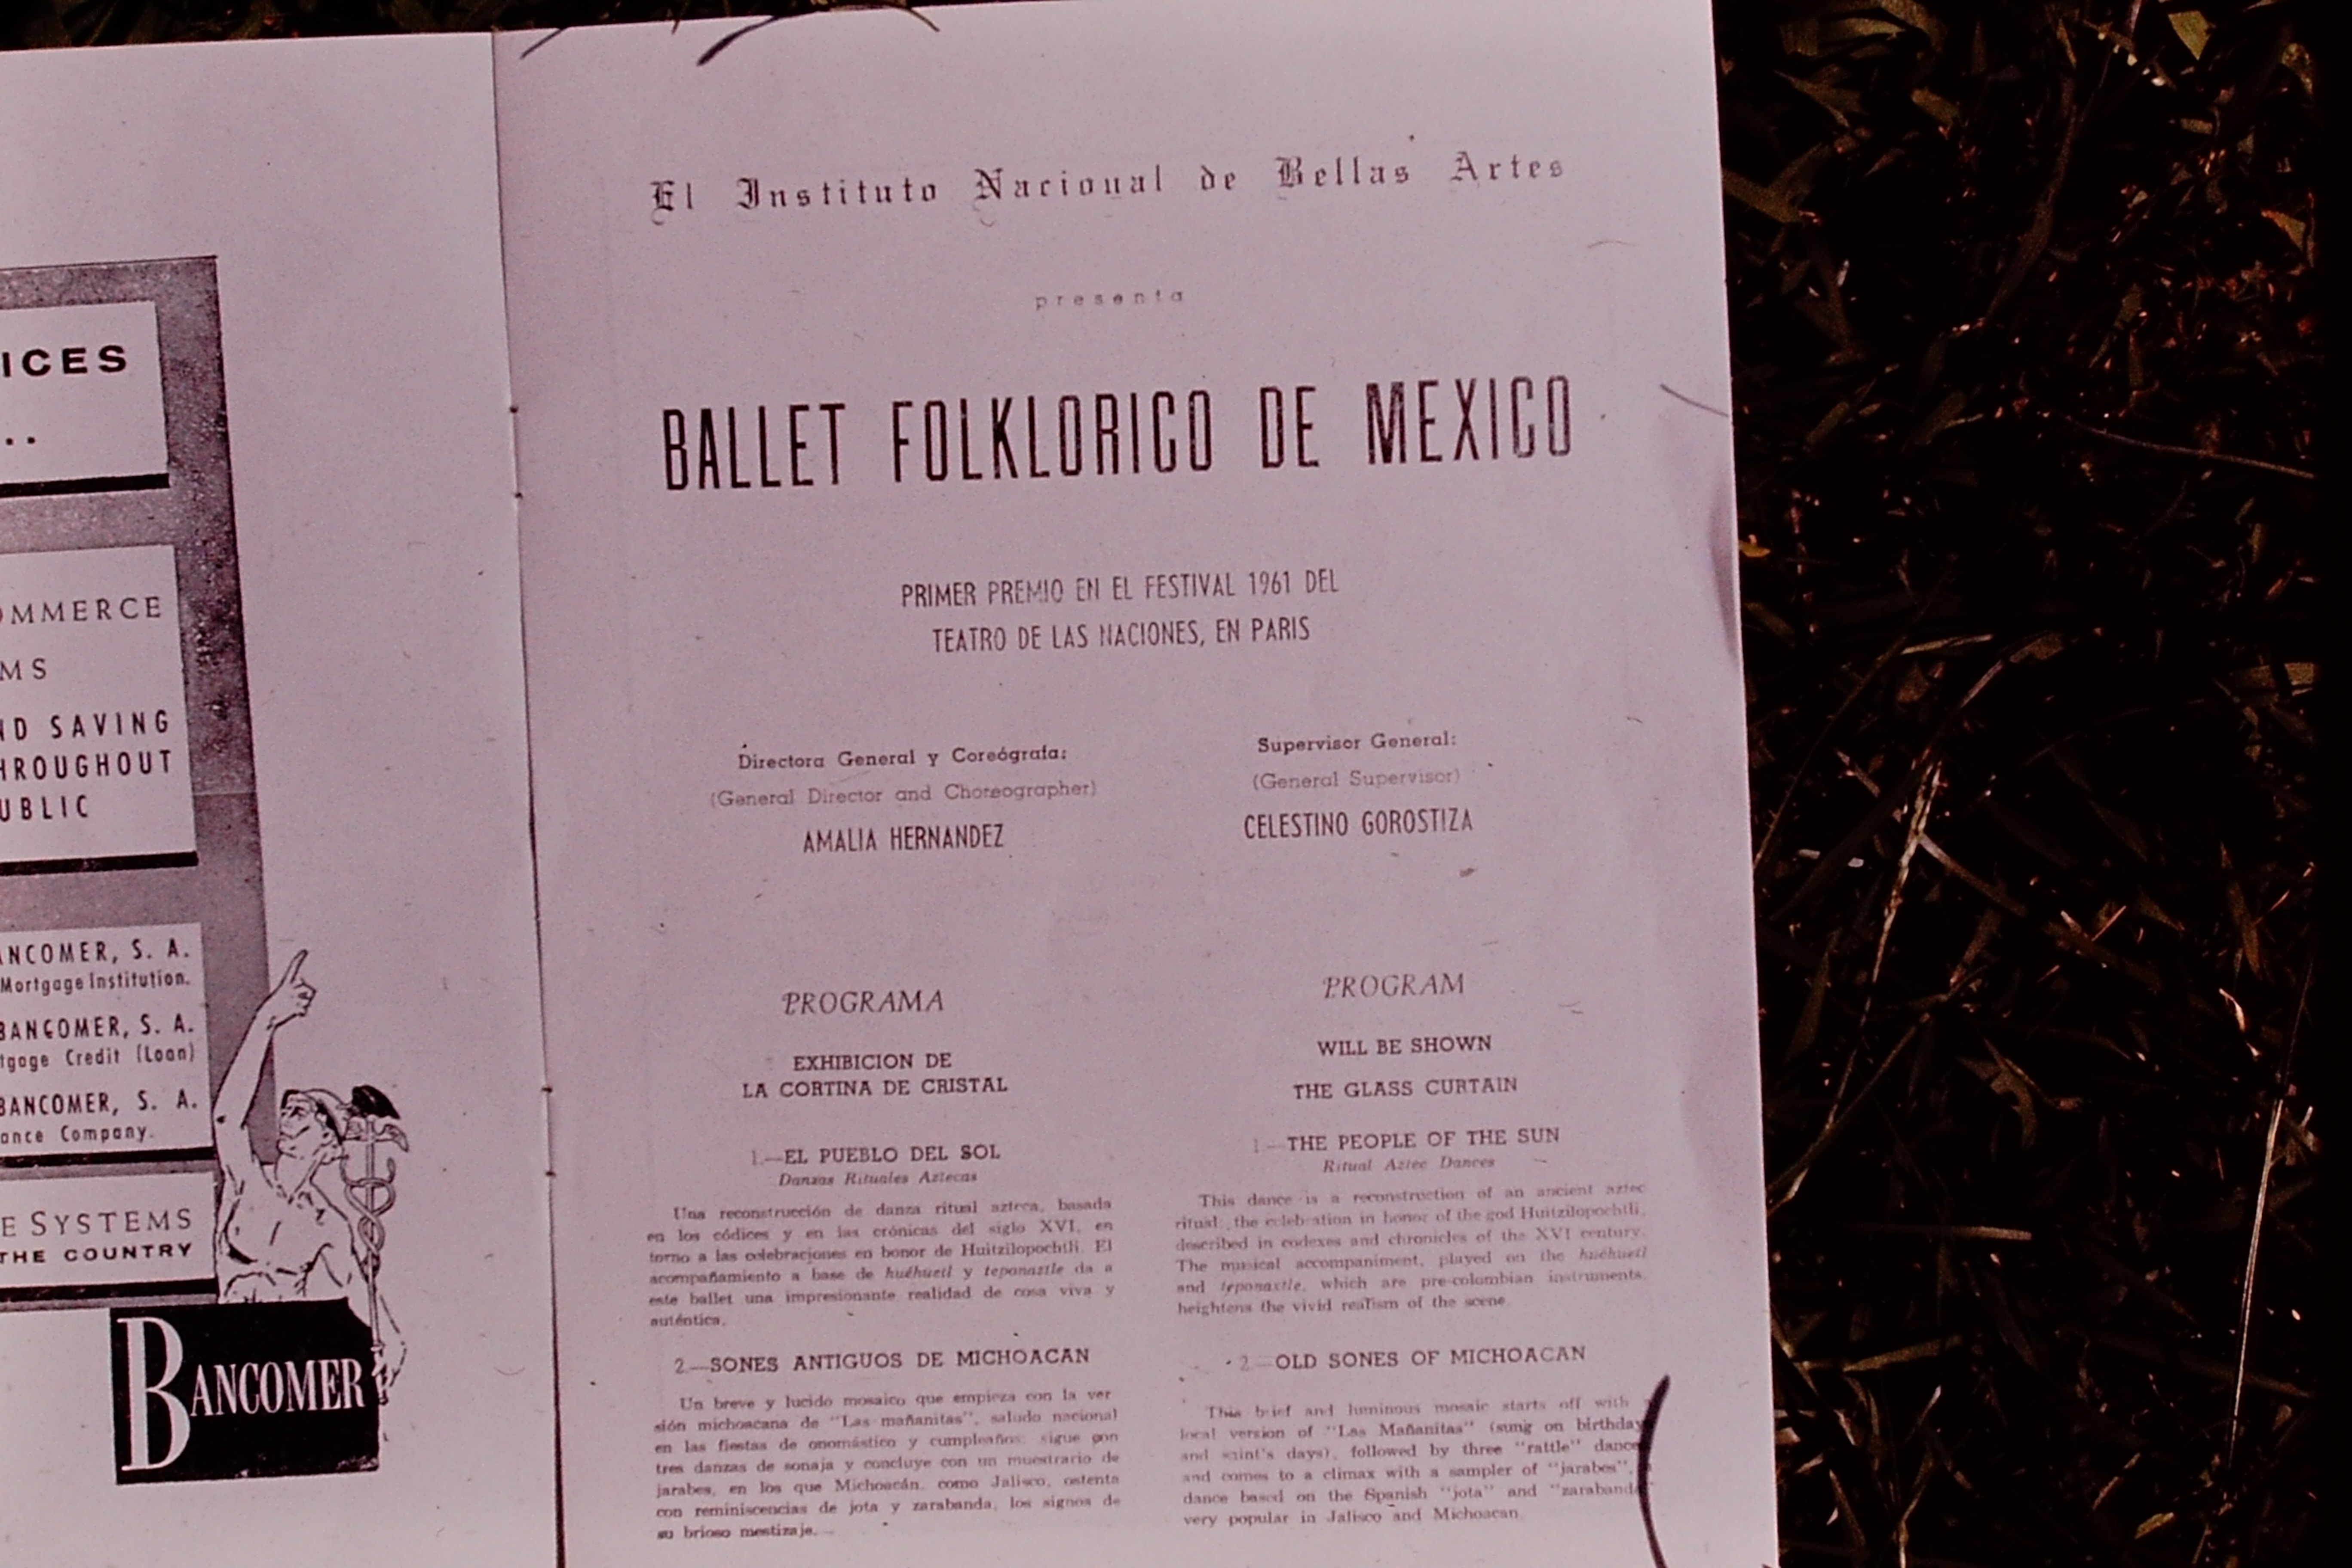 ICES
..
OMMERCE
MS
ND SAVING
HROUGHOUT
UBLIC
ANCOMER, S. A.
Mortgage Institution.
BANCOMER, S. A.
tgage Credit (Loan)
BANCOMER, S. A.
ance Company.
E SYSTEMS
THE COUNTRY
BANCOMER
El Instituto Nacional de Bellas Artes
presenta
BALLET FOLKLORICO DE MEXICO
PRIMER PREMIO EN EL FESTIVAL 1961 DEL
TEATRO DE LAS NACIONES, EN PARIS
Directora General y Coreógrafa:
(General Director and Choreographer)
AMALIA HERNANDEZ
Supervisor General:
(General Supervisor)
CELESTINO GOROSTIZA
PROGRAMA
EXHIBICION DE
LA CORTINA DE CRISTAL
1.—EL PUEBLO DEL SOL
Danzas Rituales Aztecas
Una reconstrucción de danza ritual azteca, basada
en los códices y en las crónicas del siglo XVI, en
torno a las celebraciones en honor de Huitzilopochtli. El
acompañamiento a base de huéhuetl y teponaztle da a
este ballet una impresionante realidad de cosa viva y
auténtica.
2.—SONES ANTIGUOS DE MICHOACAN
Un breve y lucido mosaico que empieza con la ver
sión michoacana de "Las mañanitas", saludo nacional
en las fiestas de onomástico y cumpleaños; sigue con
tres danzas de sonaja y concluye con un muestrario de
jarabes, en los que Michoacán, como Jalisco, ostenta
con reminiscencias de jota y zarabanda, los signos de
su brioso mestizaje.—
PROGRAM
WILL BE SHOWN
THE GLASS CURTAIN
1—THE PEOPLE OF THE SUN
Ritual Aztec Dances
This dance is a reconstruction of an ancient aztec
ritual: the celebration in honor of the god Huitzilopochtli,
described in codexes and chronicles of the XVI century.
The musical accompaniment, played on the huéhuetl
and teponaxtle, which are pre-colombian instruments,
heightens the vivid realism of the scene.
2—OLD SONES OF MICHOACAN
This brief and luminous mosaic starts off with
local version of "Las Mañanitas" (sung on birthday
and saint's days), followed by three "rattle" dance
and comes to a climax with a sampler of "jarabes",
dance based on the Spanish "jota" and "zarabanda
very popular in Jalisco and Michoacan.